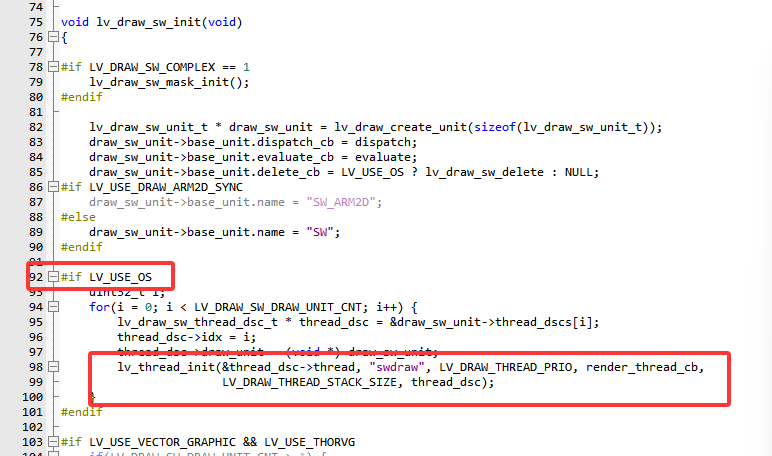 74
75 void lv_draw_sw_init(void)
76 {
77
78 #if LV_DRAW_SW_COMPLEX == 1
79 lv_draw_sw_mask_init();
80 #endif
81
82 lv_draw_sw_unit_t * draw_sw_unit = lv_draw_create_unit(sizeof(lv_draw_sw_unit_t));
83 draw_sw_unit->base_unit.dispatch_cb = dispatch;
84 draw_sw_unit->base_unit.evaluate_cb = evaluate;
85 draw_sw_unit->base_unit.delete_cb = LV_USE_OS ? lv_draw_sw_delete : NULL;
86 #if LV_USE_DRAW_ARM2D_SYNC
87 draw_sw_unit->base_unit.name = "SW_ARM2D";
88 #else
89 draw_sw_unit->base_unit.name = "SW";
90 #endif
91
92 #if LV_USE_OS
93 uint32_t i;
94 for(i = 0; i < LV_DRAW_SW_DRAW_UNIT_CNT; i++) {
95 lv_draw_sw_thread_dsc_t * thread_dsc = &draw_sw_unit->thread_dscs[i];
96 thread_dsc->idx = i;
97 thread_dsc->draw_unit = (void *) draw_sw_unit;
98 lv_thread_init(&thread_dsc->thread, "swdraw", LV_DRAW_THREAD_PRIO, render_thread_cb,
99 LV_DRAW_THREAD_STACK_SIZE, thread_dsc);
100 }
101 #endif
102
103 #if LV_USE_VECTOR_GRAPHIC && LV_USE_THORVG
104 if(LV_DRAW_SW_DRAW_UNIT_CNT > 1) {